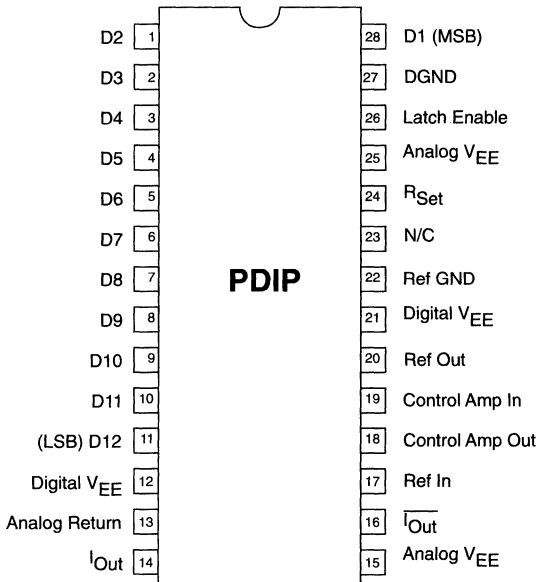 D2 1 28 D1 (MSB)
D3 2 27 DGND
D4 3 26 Latch Enable
D5 4 25 Analog VEE
D6 5 24 RSet
D7 6 23 N/C
D8 7 PDIP 22 Ref GND
D9 8 21 Digital VEE
D10 9 20 Ref Out
D11 10 19 Control Amp In
(LSB) D12 11 18 Control Amp Out
Digital VEE 12 17 Ref In
Analog Return 13 16 IOut
IOut 14 15 Analog VEE